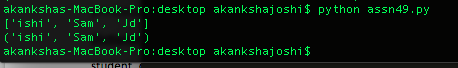 akankshas-MacBook-Pro:desktop akankshajoshi$ python assn49.py
['ishi', 'Sam', 'Jd']
('ishi', 'Sam', 'Jd')
akankshas-MacBook-Pro:desktop akankshajoshi$
student